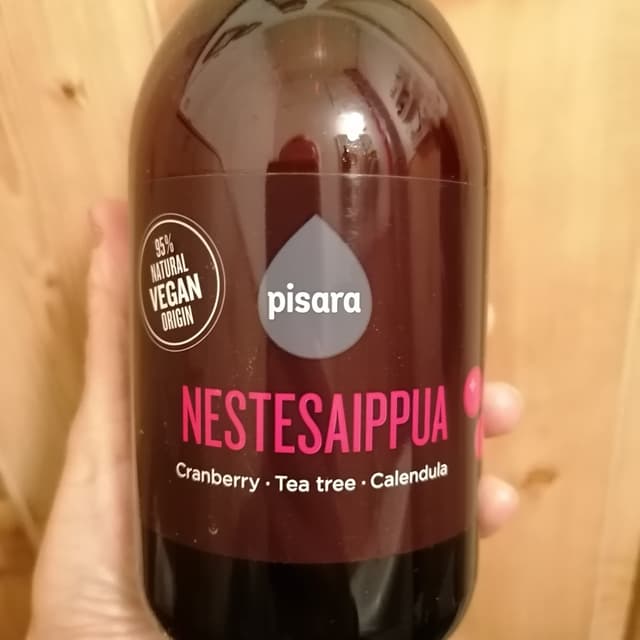 95%
NATURAL
VEGAN
ORIGIN
pisara
NESTESAIPPUA
Cranberry · Tea tree · Calendula